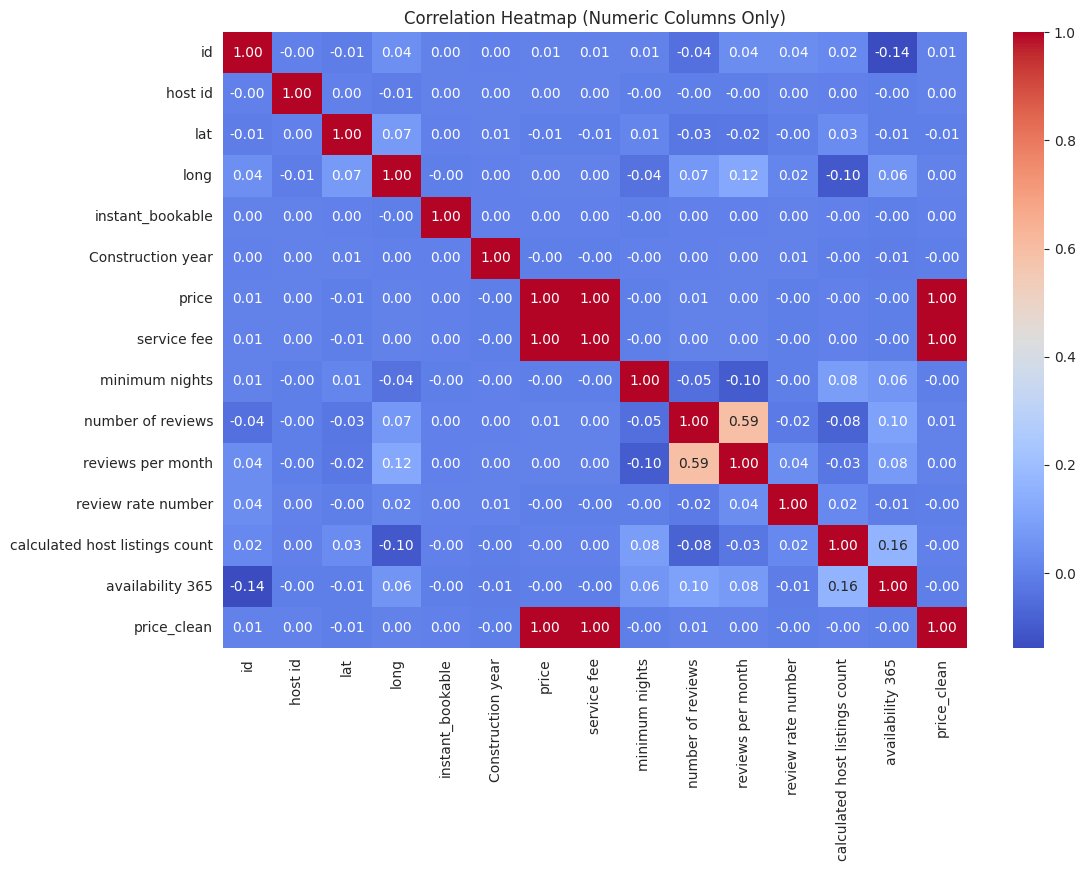 Correlation Heatmap (Numeric Columns Only)
id 1.00 -0.00 -0.01 0.04 0.00 0.00 0.01 0.01 0.01 -0.04 0.04 0.04 0.02 -0.14 0.01
host id -0.00 1.00 0.00 -0.01 0.00 0.00 0.00 0.00 -0.00 -0.00 -0.00 0.00 0.00 -0.00 0.00
lat -0.01 0.00 1.00 0.07 0.00 0.01 -0.01 -0.01 0.01 -0.03 -0.02 -0.00 0.03 -0.01 -0.01
long 0.04 -0.01 0.07 1.00 -0.00 0.00 0.00 0.00 -0.04 0.07 0.12 0.02 -0.10 0.06 0.00
instant_bookable 0.00 0.00 0.00 -0.00 1.00 0.00 0.00 0.00 -0.00 0.00 0.00 0.00 -0.00 -0.00 0.00
Construction year 0.00 0.00 0.01 0.00 0.00 1.00 -0.00 -0.00 -0.00 0.00 0.00 0.01 -0.00 -0.01 -0.00
price 0.01 0.00 -0.01 0.00 0.00 -0.00 1.00 1.00 -0.00 0.01 0.00 -0.00 -0.00 -0.00 1.00
service fee 0.01 0.00 -0.01 0.00 0.00 -0.00 1.00 1.00 -0.00 0.00 0.00 -0.00 0.00 -0.00 1.00
minimum nights 0.01 -0.00 0.01 -0.04 -0.00 -0.00 -0.00 -0.00 1.00 -0.05 -0.10 -0.00 0.08 0.06 -0.00
number of reviews -0.04 -0.00 -0.03 0.07 0.00 0.00 0.01 0.00 -0.05 1.00 0.59 -0.02 -0.08 0.10 0.01
reviews per month 0.04 -0.00 -0.02 0.12 0.00 0.00 0.00 0.00 -0.10 0.59 1.00 0.04 -0.03 0.08 0.00
review rate number 0.04 0.00 -0.00 0.02 0.00 0.01 -0.00 -0.00 -0.00 -0.02 0.04 1.00 0.02 -0.01 -0.00
calculated host listings count 0.02 0.00 0.03 -0.10 -0.00 -0.00 -0.00 0.00 0.08 -0.08 -0.03 0.02 1.00 0.16 -0.00
availability 365 -0.14 -0.00 -0.01 0.06 -0.00 -0.01 -0.00 -0.00 0.06 0.10 0.08 -0.01 0.16 1.00 -0.00
price_clean 0.01 0.00 -0.01 0.00 0.00 -0.00 1.00 1.00 -0.00 0.01 0.00 -0.00 -0.00 -0.00 1.00
id
host id
lat
long
instant_bookable
Construction year
price
service fee
minimum nights
number of reviews
reviews per month
review rate number
calculated host listings count
availability 365
price_clean
1.0
0.8
0.6
0.4
0.2
0.0